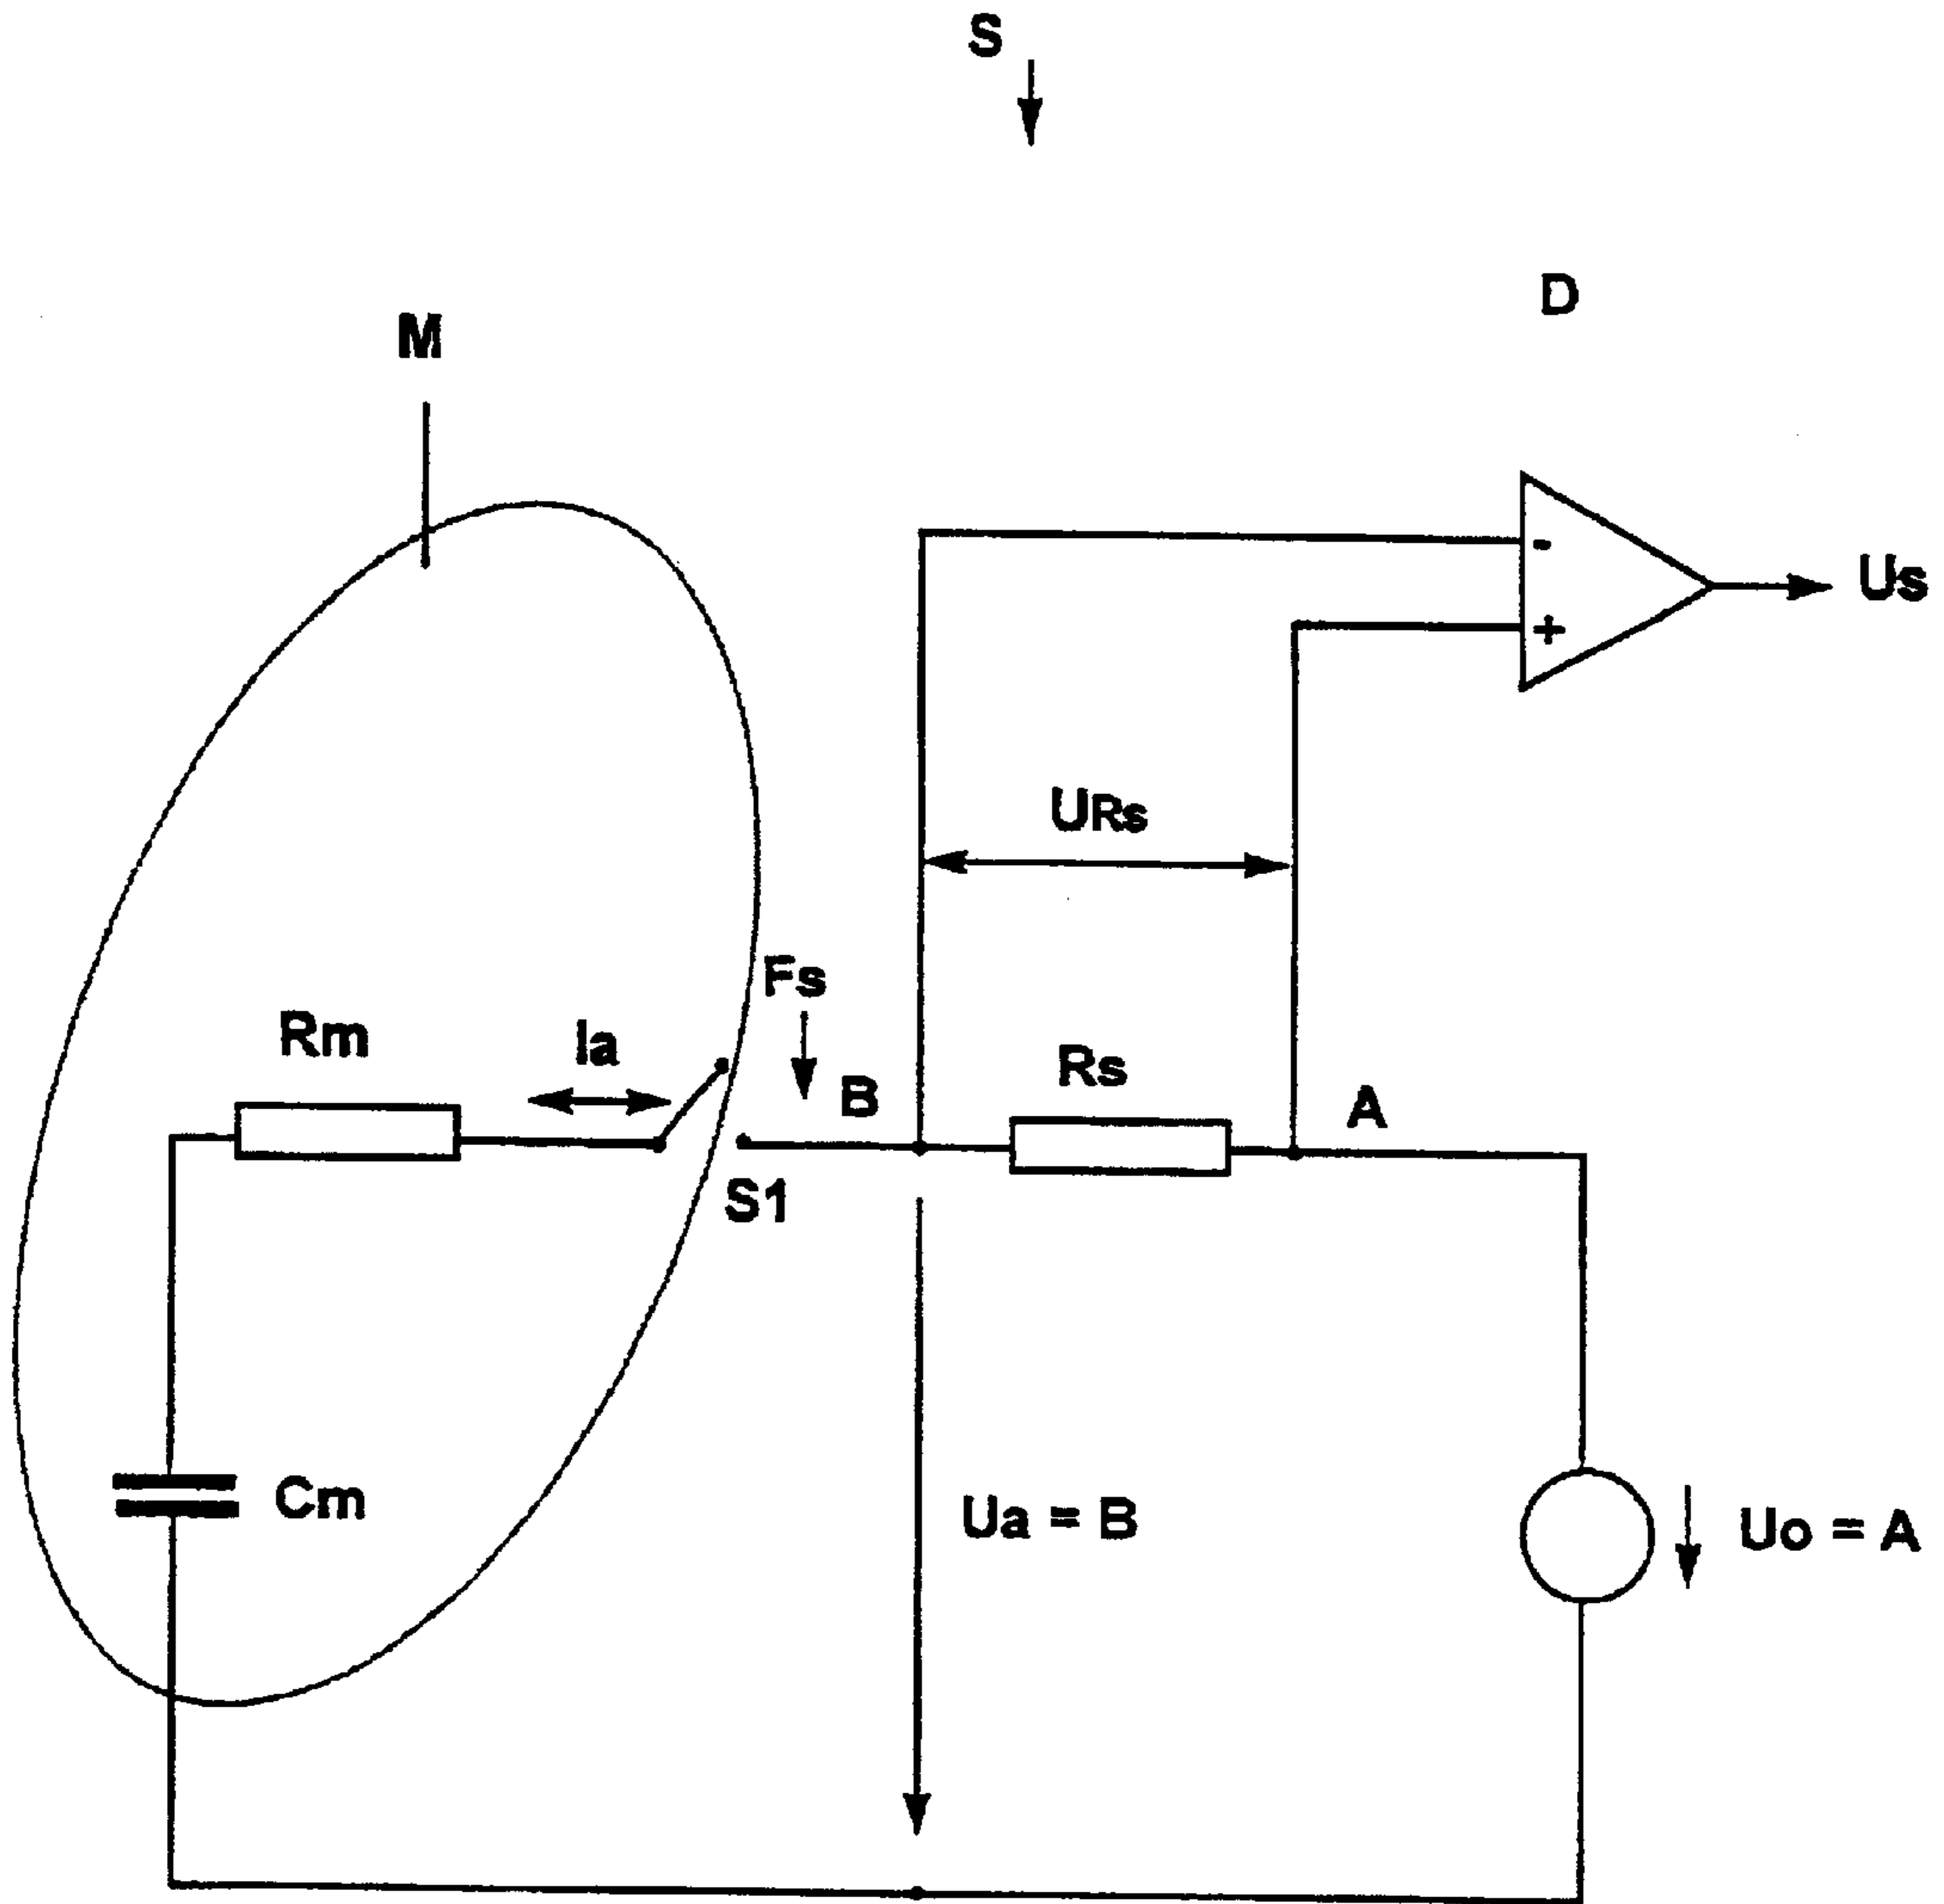 S
D
M
-
Us
+
URs
Fs
Rm
Ia
Rs
B
A
S1
Cm
Ua = B
Uo = A